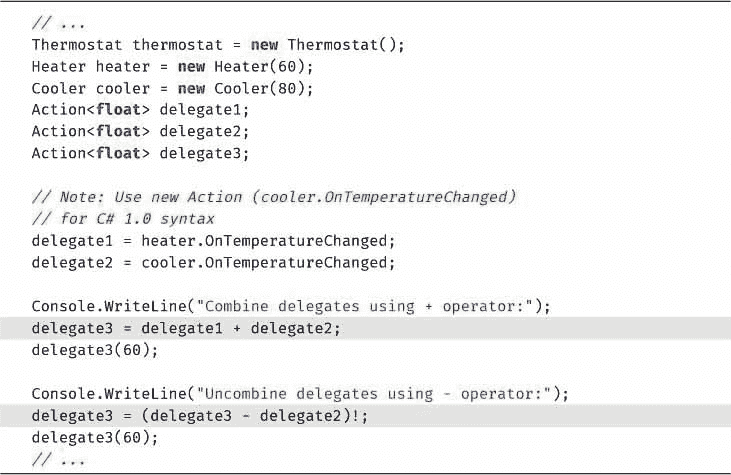 // ...
Thermostat thermostat = new Thermostat();
Heater heater = new Heater(60);
Cooler cooler = new Cooler(80);
Action<float> delegate1;
Action<float> delegate2;
Action<float> delegate3;
// Note: Use new Action (cooler.OnTemperatureChanged)
// for C# 1.0 syntax
delegate1 = heater.OnTemperatureChanged;
delegate2 = cooler.OnTemperatureChanged;
Console.WriteLine("Combine delegates using + operator:");
delegate3 = delegate1 + delegate2;
delegate3(60);
Console.WriteLine("Uncombine delegates using - operator:");
delegate3 = (delegate3 - delegate2)!;
delegate3(60);
// ...